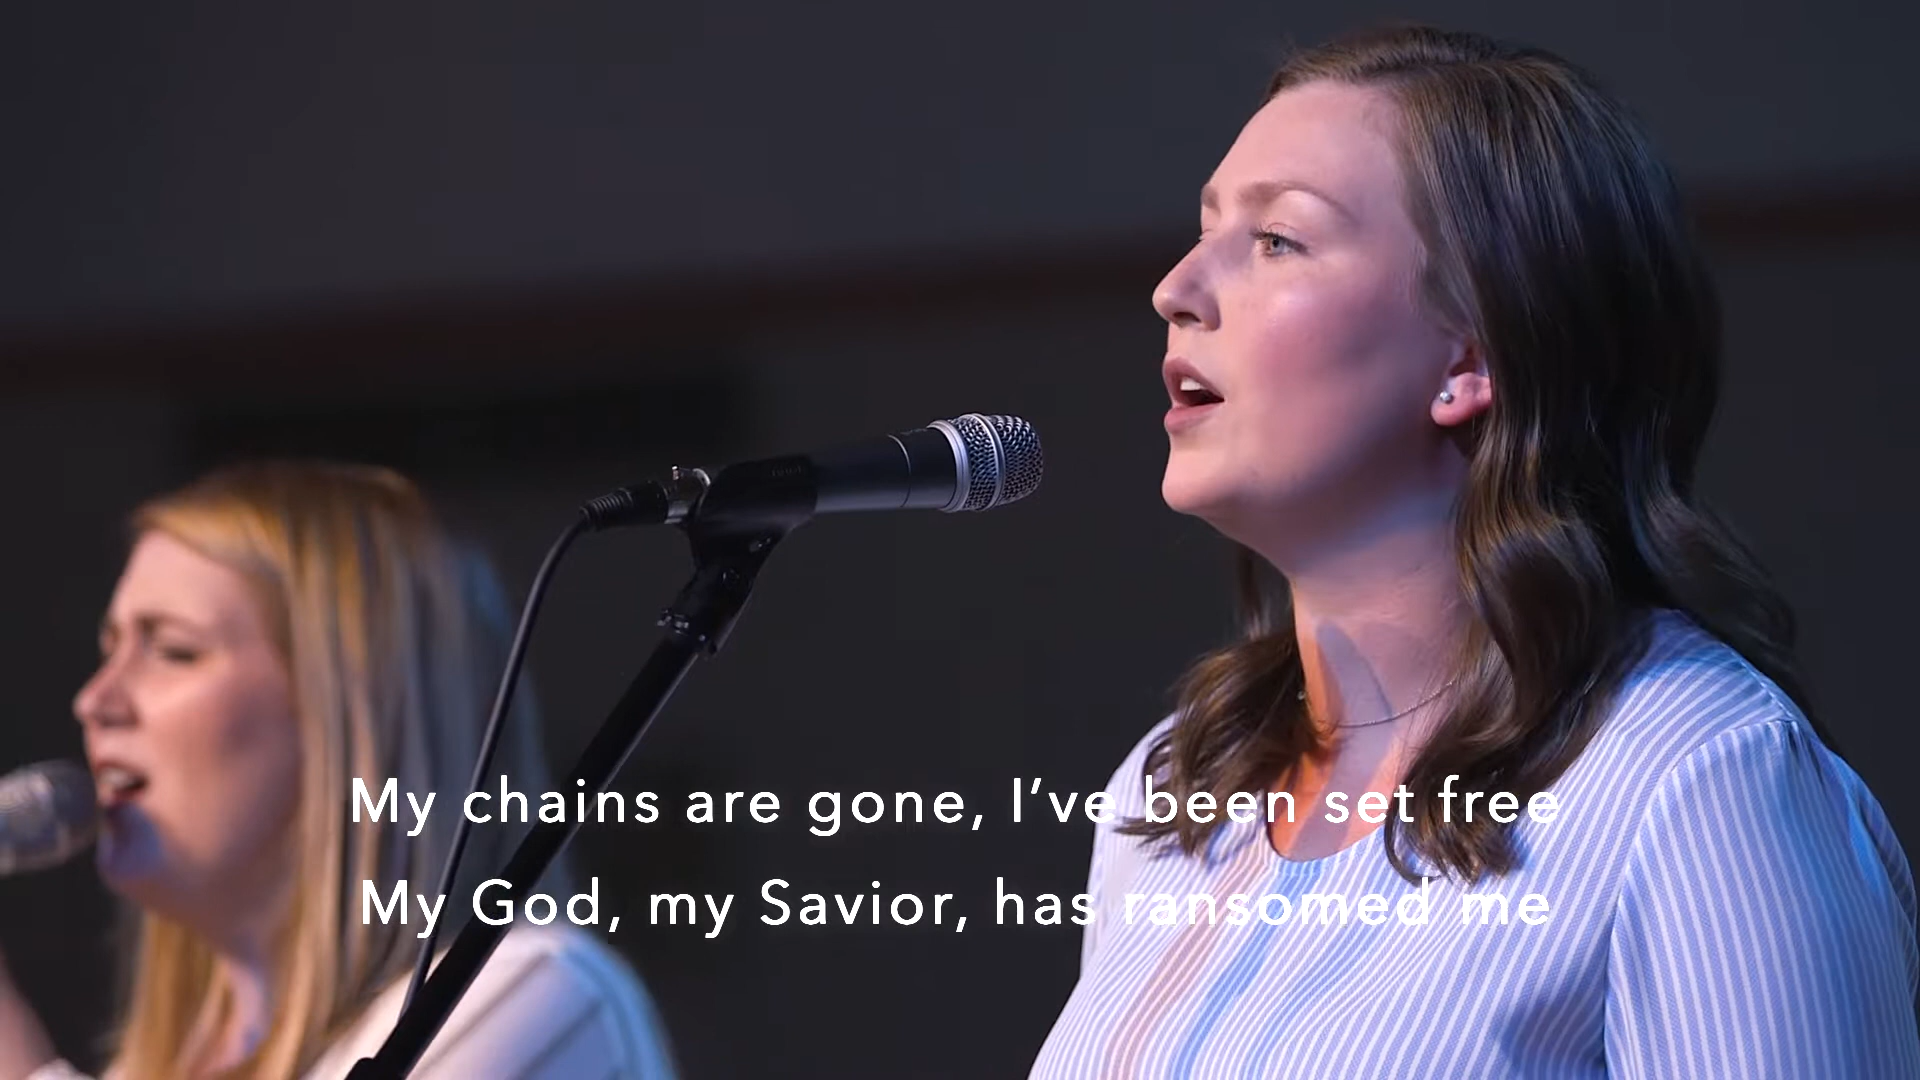 My chains are gone, I’ve been set free
My God, my Savior, has ransomed me